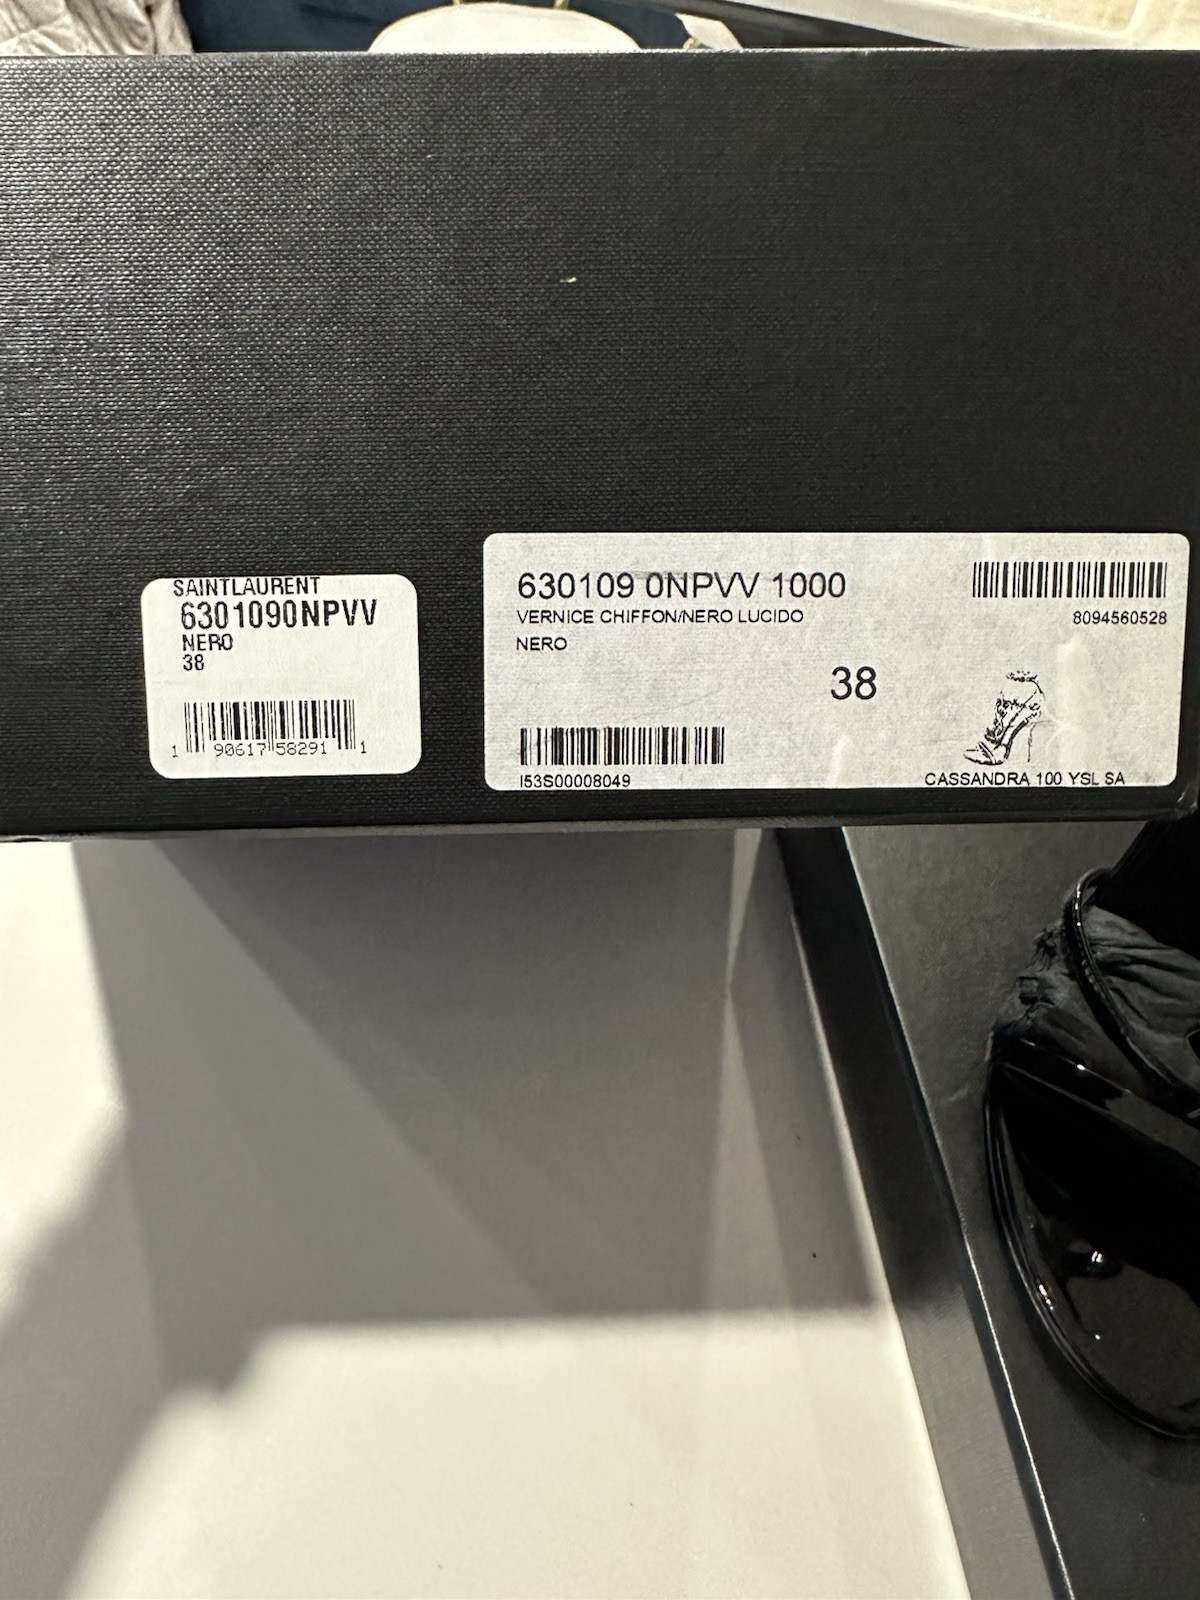 SAINTLAURENT
6301090NPVV
NERO
38
1 90617 58291 1
630109 0NPVV 1000
VERNICE CHIFFON/NERO LUCIDO
NERO
38
I53S00008049
8094560528
CASSANDRA 100 YSL SA